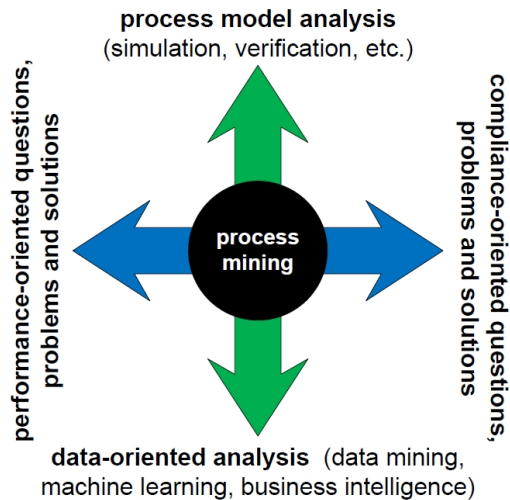 process model analysis
(simulation, verification, etc.)
performance-oriented questions,
problems and solutions
process
mining
compliance-oriented questions,
problems and solutions
data-oriented analysis (data mining,
machine learning, business intelligence)